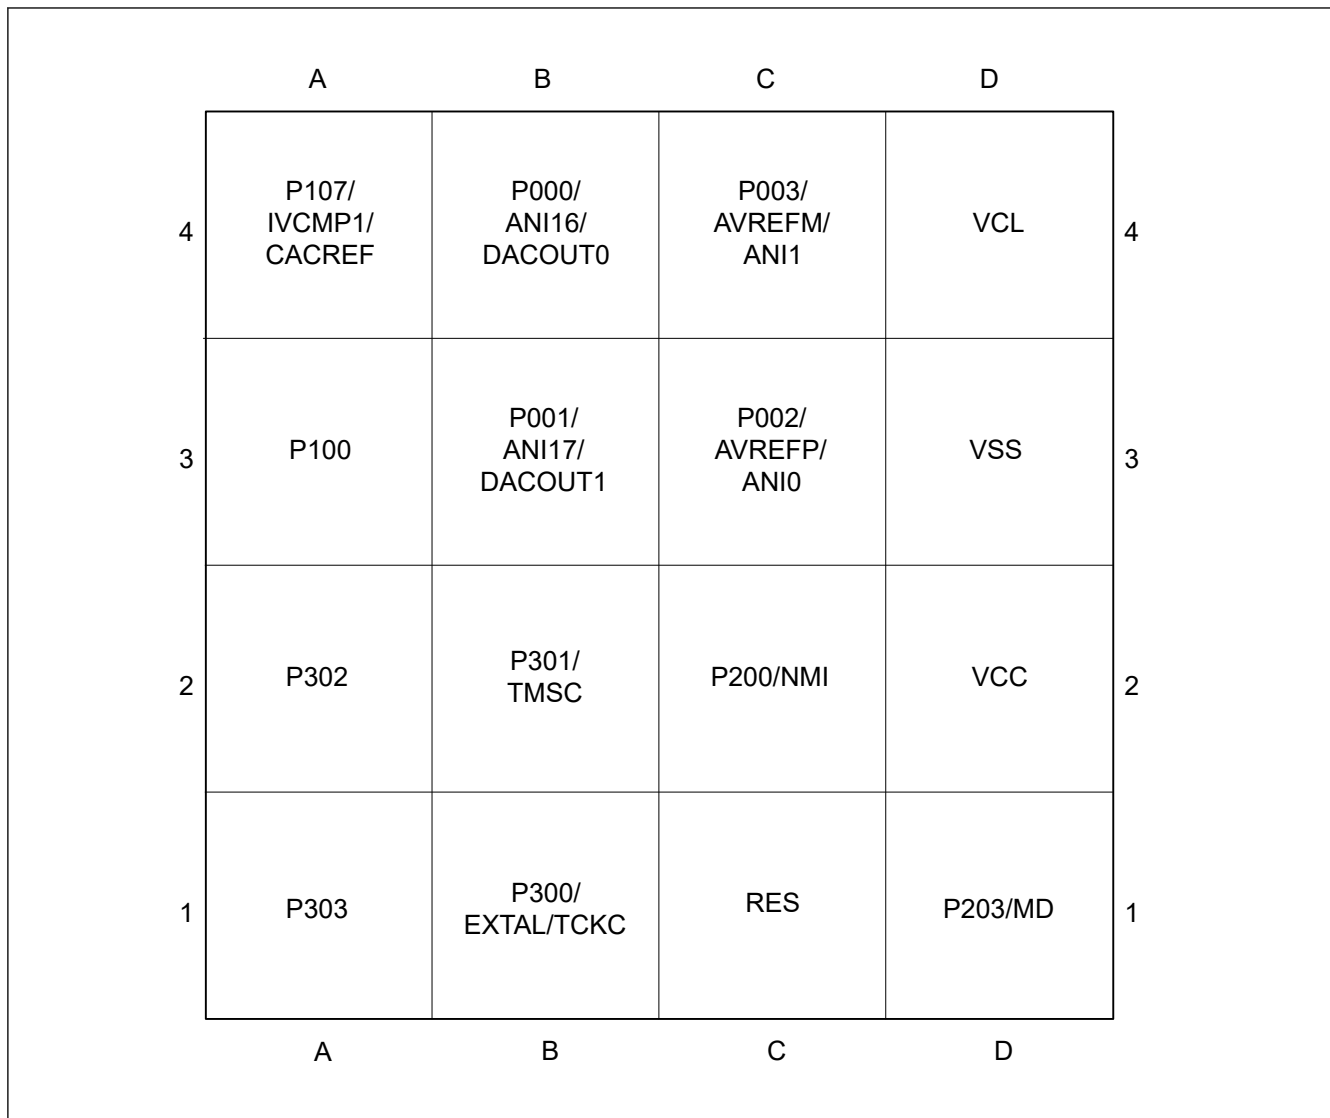 A B C D
4
P107/
IVCMP1/
CACREF
P000/
ANI16/
DACOUT0
P003/
AVREFM/
ANI1
VCL
4
3
P100
P001/
ANI17/
DACOUT1
P002/
AVREFP/
ANI0
VSS
3
2
P302
P301/
TMSC
P200/NMI
VCC
2
1
P303
P300/
EXTAL/TCKC
RES
P203/MD
1
A B C D